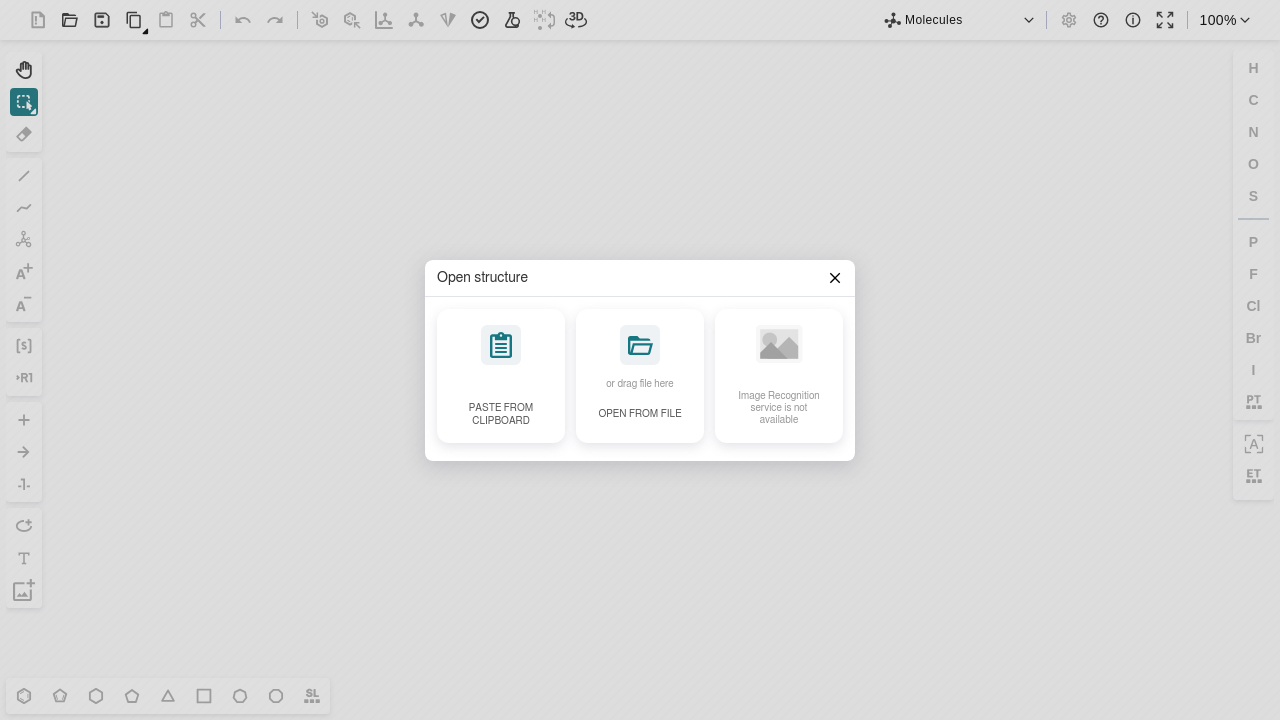 3D
Molecules
100%
H
C
N
O
S
P
F
Cl
Br
I
PT
A
ET
A+
A−
[S]
R1
-1-
T
SL
Open structure
PASTE FROM
CLIPBOARD
or drag file here
OPEN FROM FILE
Image Recognition
service is not
available